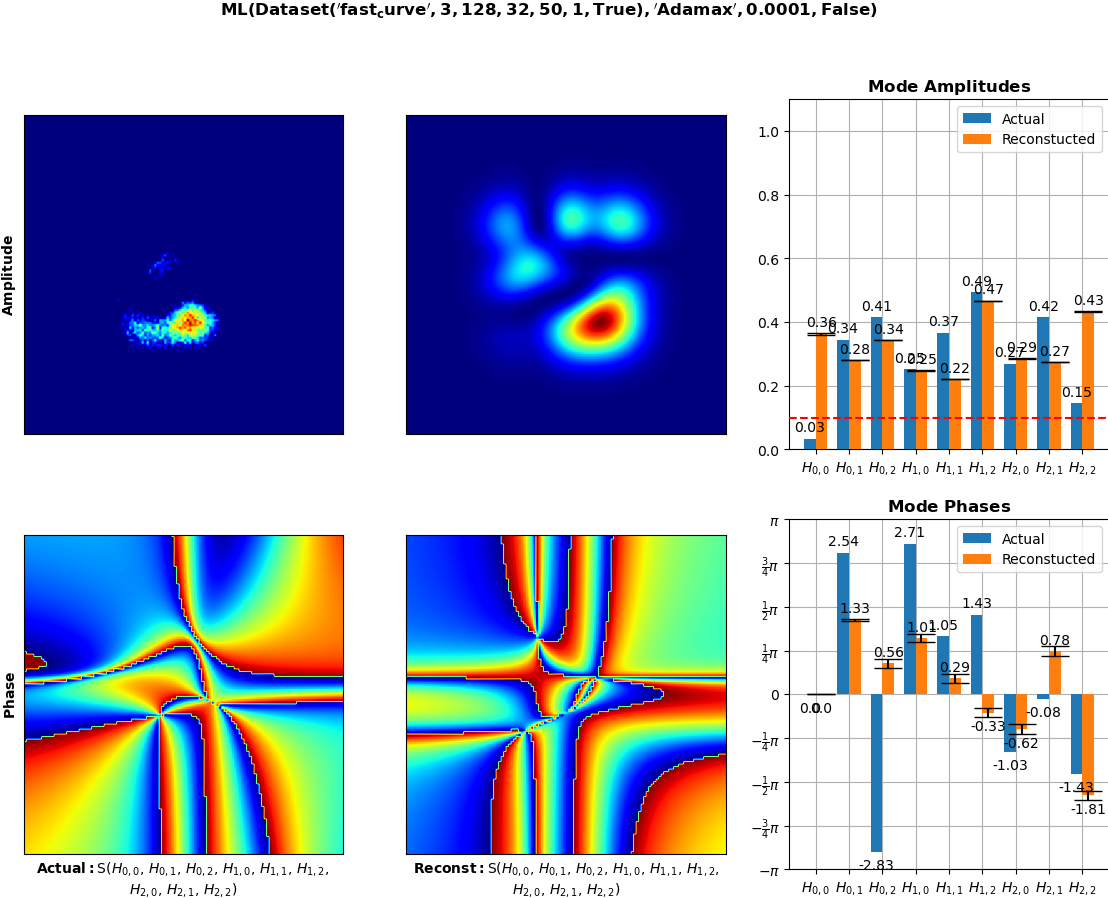 ML(Dataset('fast_curve', 3, 128, 32, 50, 1, True), 'Adamax', 0.0001, False)
Amplitude
Mode Amplitudes
Actual
Reconstucted
1.0
0.8
0.6
0.4
0.2
0.0
0.03
0.36
0.34
0.28
0.41
0.34
0.25
0.25
0.37
0.22
0.49
0.47
0.27
0.29
0.42
0.27
0.15
0.43
H0,0 H0,1 H0,2 H1,0 H1,1 H1,2 H2,0 H2,1 H2,2
Phase
Actual: S(H0,0, H0,1, H0,2, H1,0, H1,1, H1,2,
H2,0, H2,1, H2,2)
Reconst: S(H0,0, H0,1, H0,2, H1,0, H1,1, H1,2,
H2,0, H2,1, H2,2)
Mode Phases
Actual
Reconstucted
π
3/4π
1/2π
1/4π
0
−1/4π
−1/2π
−3/4π
−π
0.0
0.0
2.54
1.33
-2.83
0.56
2.71
1.01
1.05
0.29
1.43
-0.33
-1.03
-0.62
-0.08
0.78
-1.43
-1.81
H0,0 H0,1 H0,2 H1,0 H1,1 H1,2 H2,0 H2,1 H2,2